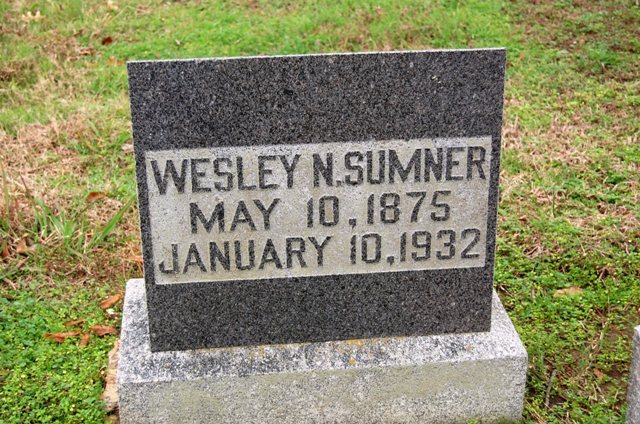 WESLEY N. SUMNER
MAY 10, 1875
JANUARY 10, 1932